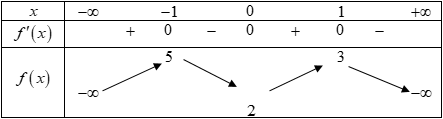 x −∞ −1 0 1 +∞
f′(x) + 0 − 0 + 0 −
5 3
f(x) −∞ −∞
2